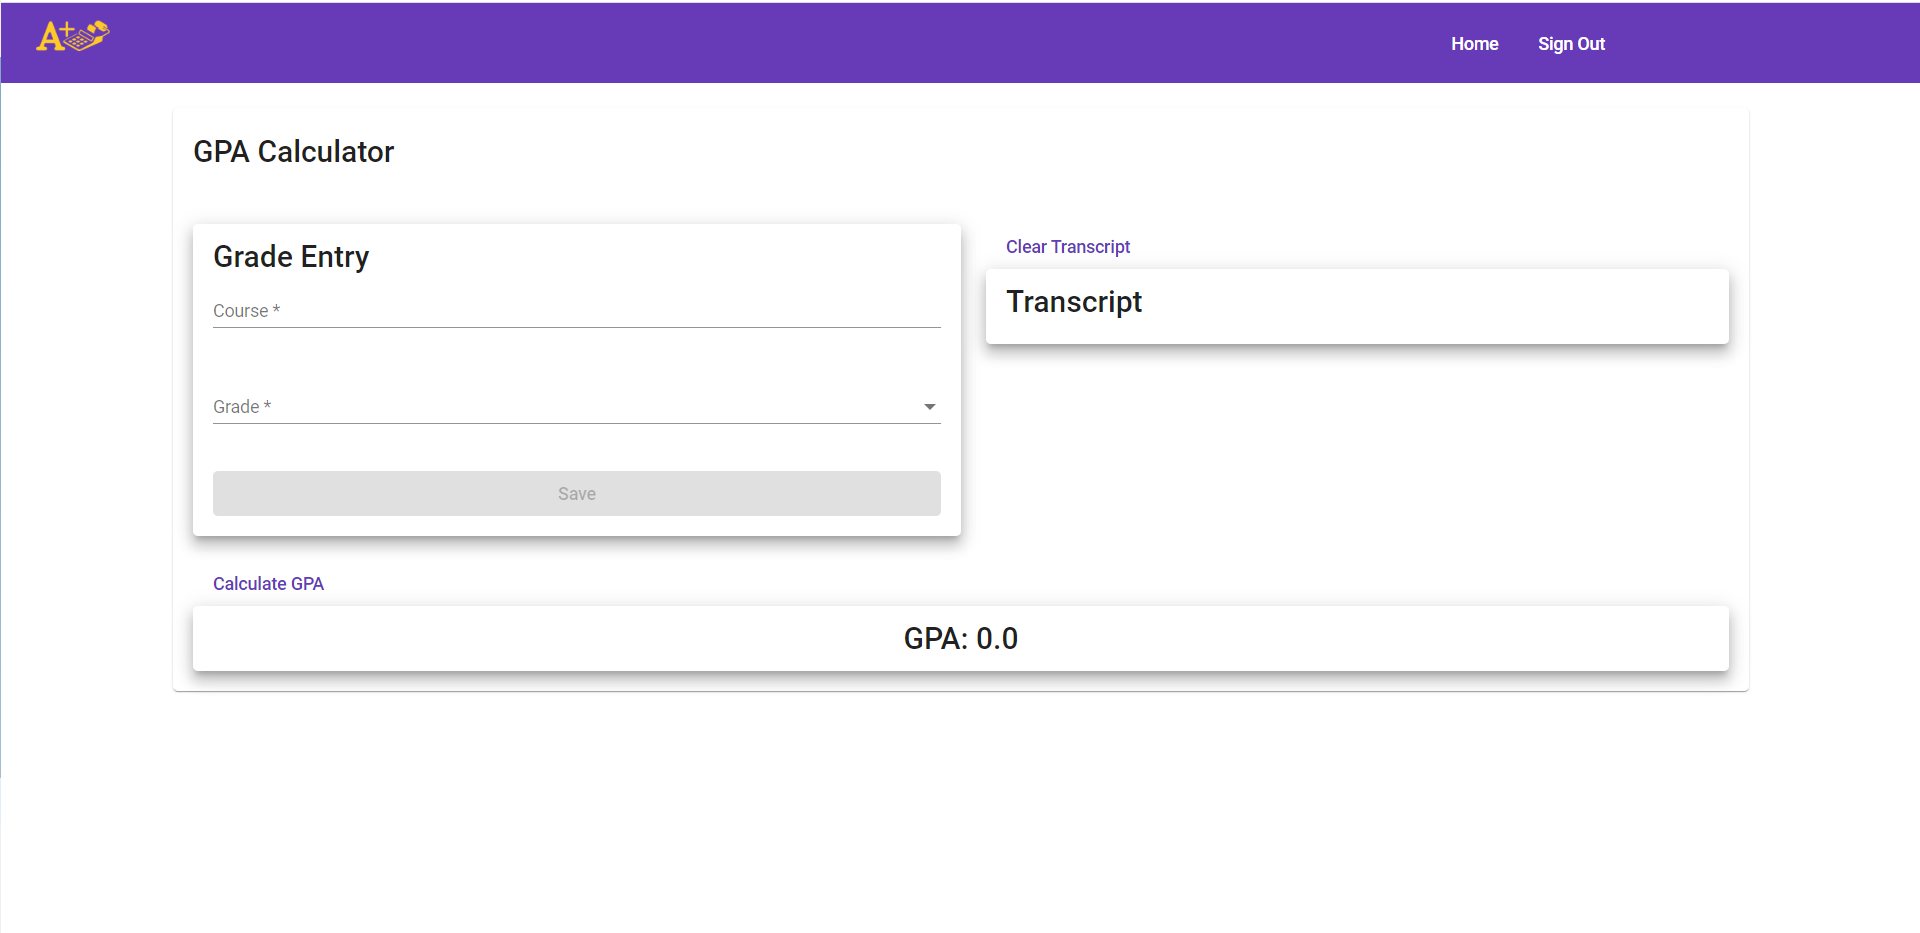 A+
Home Sign Out
GPA Calculator
Grade Entry
Course *
Grade *
Save
Clear Transcript
Transcript
Calculate GPA
GPA: 0.0